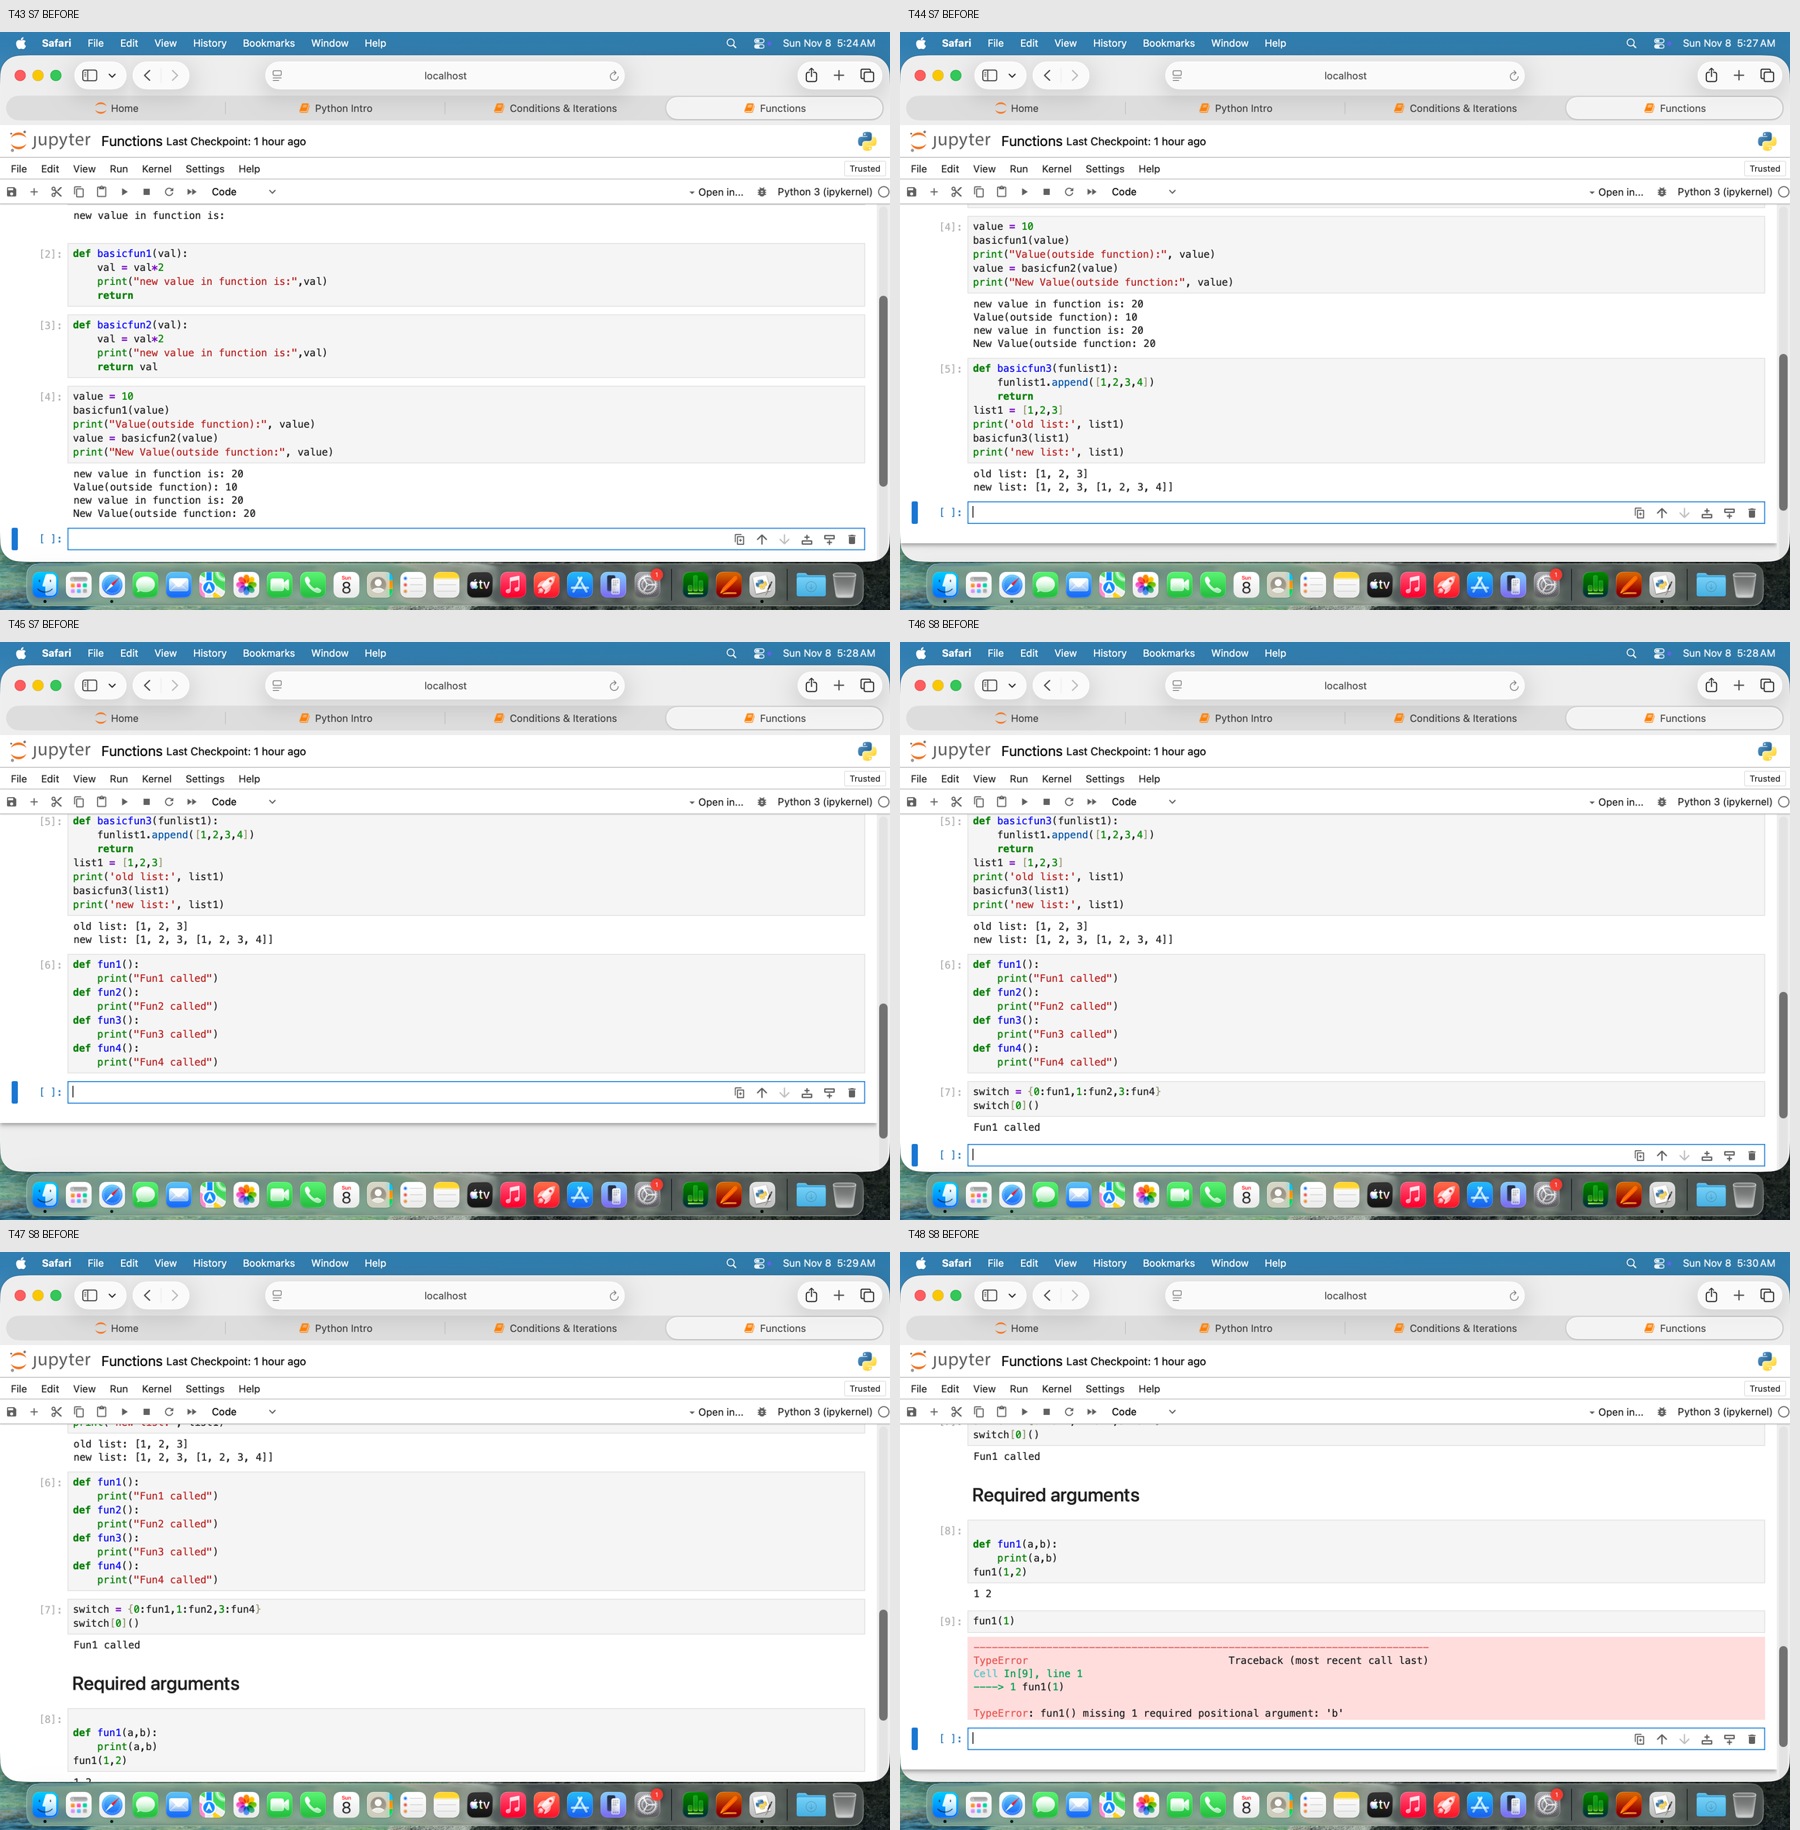 T43 S7 BEFORE
Safari File Edit View History Bookmarks Window Help Sun Nov 8 5:24 AM
localhost
Home Python Intro Conditions & Iterations Functions
jupyter Functions Last Checkpoint: 1 hour ago
File Edit View Run Kernel Settings Help Trusted
Code Open in... Python 3 (ipykernel)
new value in function is:
[2]: def basicfun1(val):
val = val*2
print("new value in function is:",val)
return
[3]: def basicfun2(val):
val = val*2
print("new value in function is:",val)
return val
[4]: value = 10
basicfun1(value)
print("Value(outside function):", value)
value = basicfun2(value)
print("New Value(outside function:", value)
new value in function is: 20
Value(outside function): 10
new value in function is: 20
New Value(outside function: 20
[ ]:
Sun 8 tv 1
T44 S7 BEFORE
Safari File Edit View History Bookmarks Window Help Sun Nov 8 5:27 AM
localhost
Home Python Intro Conditions & Iterations Functions
jupyter Functions Last Checkpoint: 1 hour ago
File Edit View Run Kernel Settings Help Trusted
Code Open in... Python 3 (ipykernel)
[4]: value = 10
basicfun1(value)
print("Value(outside function):", value)
value = basicfun2(value)
print("New Value(outside function:", value)
new value in function is: 20
Value(outside function): 10
new value in function is: 20
New Value(outside function: 20
[5]: def basicfun3(funlist1):
funlist1.append([1,2,3,4])
return
list1 = [1,2,3]
print('old list:', list1)
basicfun3(list1)
print('new list:', list1)
old list: [1, 2, 3]
new list: [1, 2, 3, [1, 2, 3, 4]]
[ ]:
Sun 8 tv 1
T45 S7 BEFORE
Safari File Edit View History Bookmarks Window Help Sun Nov 8 5:28 AM
localhost
Home Python Intro Conditions & Iterations Functions
jupyter Functions Last Checkpoint: 1 hour ago
File Edit View Run Kernel Settings Help Trusted
Code Open in... Python 3 (ipykernel)
[5]: def basicfun3(funlist1):
funlist1.append([1,2,3,4])
return
list1 = [1,2,3]
print('old list:', list1)
basicfun3(list1)
print('new list:', list1)
old list: [1, 2, 3]
new list: [1, 2, 3, [1, 2, 3, 4]]
[6]: def fun1():
print("Fun1 called")
def fun2():
print("Fun2 called")
def fun3():
print("Fun3 called")
def fun4():
print("Fun4 called")
[ ]:
Sun 8 tv 1
T46 S8 BEFORE
Safari File Edit View History Bookmarks Window Help Sun Nov 8 5:28 AM
localhost
Home Python Intro Conditions & Iterations Functions
jupyter Functions Last Checkpoint: 1 hour ago
File Edit View Run Kernel Settings Help Trusted
Code Open in... Python 3 (ipykernel)
[5]: def basicfun3(funlist1):
funlist1.append([1,2,3,4])
return
list1 = [1,2,3]
print('old list:', list1)
basicfun3(list1)
print('new list:', list1)
old list: [1, 2, 3]
new list: [1, 2, 3, [1, 2, 3, 4]]
[6]: def fun1():
print("Fun1 called")
def fun2():
print("Fun2 called")
def fun3():
print("Fun3 called")
def fun4():
print("Fun4 called")
[7]: switch = {0:fun1,1:fun2,3:fun4}
switch[0]()
Fun1 called
[ ]:
Sun 8 tv 1
T47 S8 BEFORE
Safari File Edit View History Bookmarks Window Help Sun Nov 8 5:29 AM
localhost
Home Python Intro Conditions & Iterations Functions
jupyter Functions Last Checkpoint: 1 hour ago
File Edit View Run Kernel Settings Help Trusted
Code Open in... Python 3 (ipykernel)
old list: [1, 2, 3]
new list: [1, 2, 3, [1, 2, 3, 4]]
[6]: def fun1():
print("Fun1 called")
def fun2():
print("Fun2 called")
def fun3():
print("Fun3 called")
def fun4():
print("Fun4 called")
[7]: switch = {0:fun1,1:fun2,3:fun4}
switch[0]()
Fun1 called
Required arguments
[8]:
def fun1(a,b):
print(a,b)
fun1(1,2)
Sun 8 tv 1
T48 S8 BEFORE
Safari File Edit View History Bookmarks Window Help Sun Nov 8 5:30 AM
localhost
Home Python Intro Conditions & Iterations Functions
jupyter Functions Last Checkpoint: 1 hour ago
File Edit View Run Kernel Settings Help Trusted
Code Open in... Python 3 (ipykernel)
switch[0]()
Fun1 called
Required arguments
[8]:
def fun1(a,b):
print(a,b)
fun1(1,2)
1 2
[9]: fun1(1)
---------------------------------------------------------------------------
TypeError Traceback (most recent call last)
Cell In[9], line 1
----> 1 fun1(1)
TypeError: fun1() missing 1 required positional argument: 'b'
[ ]:
Sun 8 tv 1